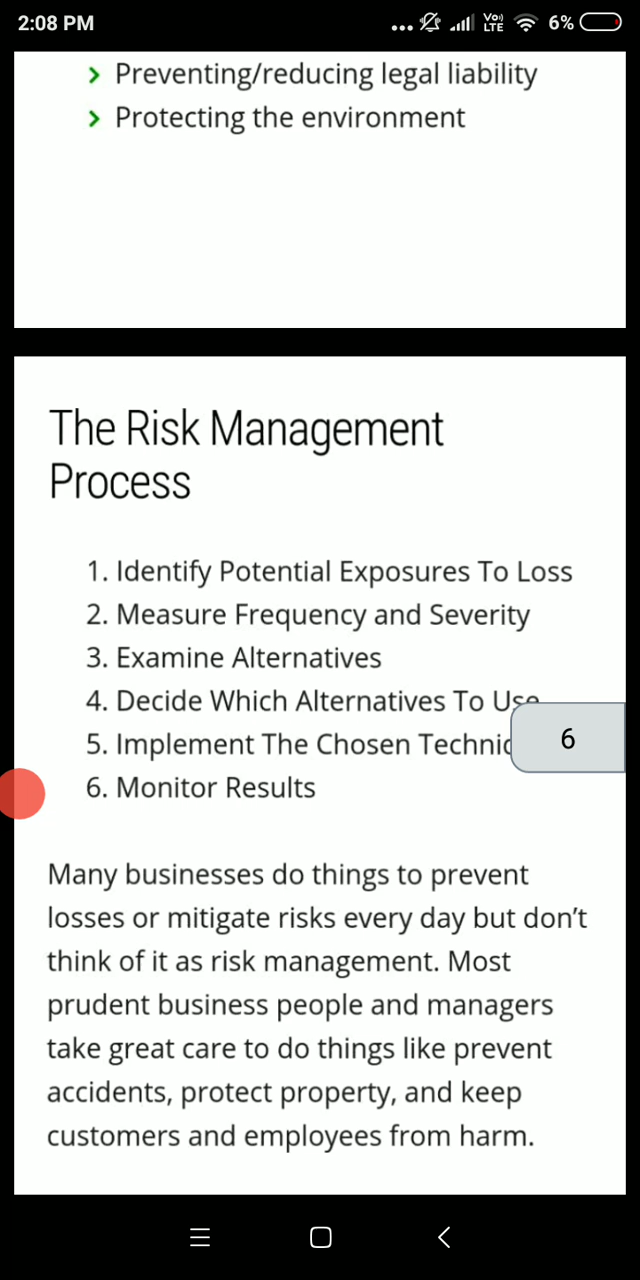 2:08 PM
... Vo) LTE 6%
› Preventing/reducing legal liability
› Protecting the environment
The Risk Management
Process
1. Identify Potential Exposures To Loss
2. Measure Frequency and Severity
3. Examine Alternatives
4. Decide Which Alternatives To Use
5. Implement The Chosen
6
6. Monitor Results
Many businesses do things to prevent
losses or mitigate risks every day but don’t
think of it as risk management. Most
prudent business people and managers
take great care to do things like prevent
accidents, protect property, and keep
customers and employees from harm.